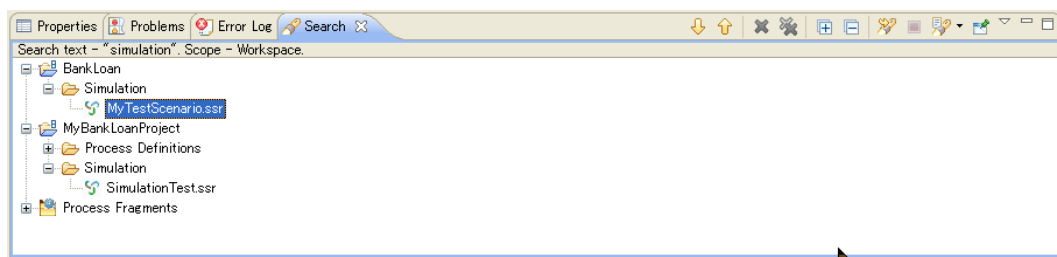 Properties Problems Error Log Search
Search text - "simulation". Scope - Workspace.
BankLoan
Simulation
MyTestScenario.ssr
MyBankLoanProject
Process Definitions
Simulation
SimulationTest.ssr
Process Fragments